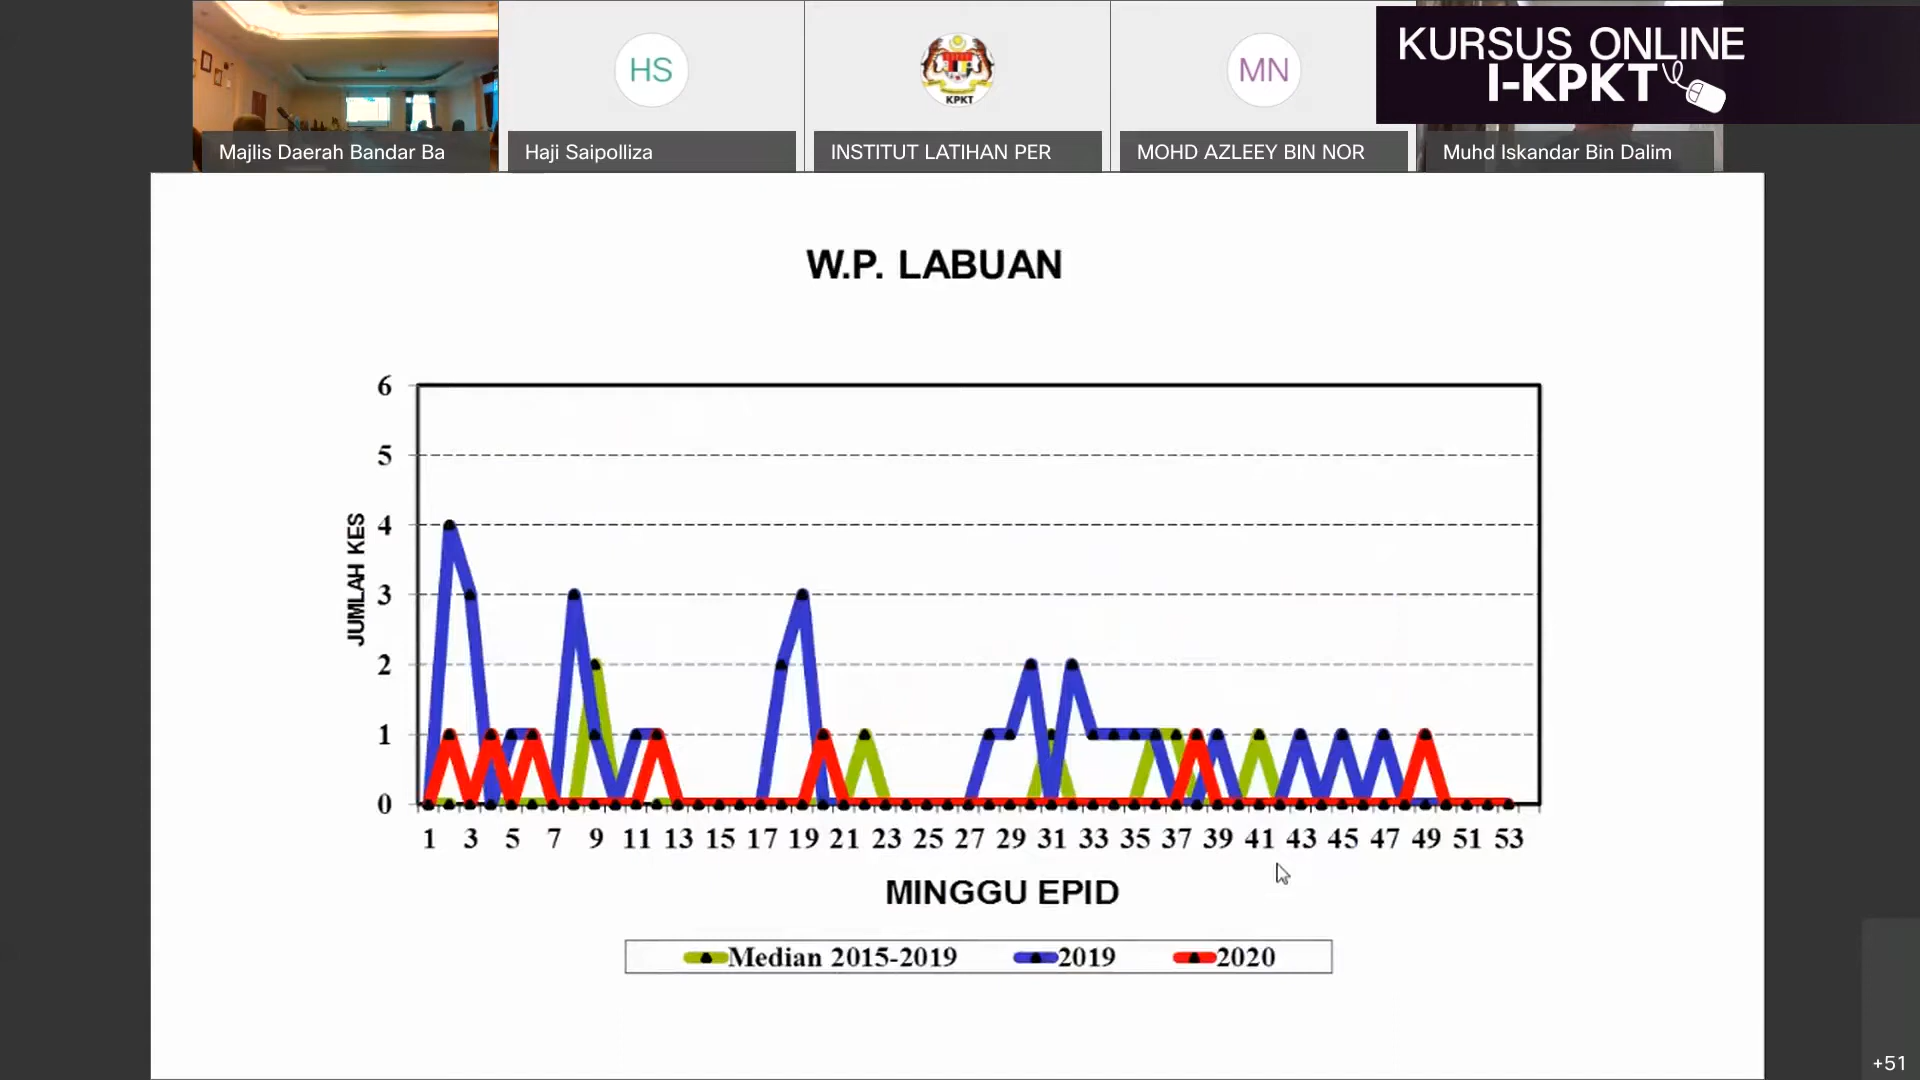 KURSUS ONLINE
I-KPKT
HS
KPKT
MN
Majlis Daerah Bandar Ba
Haji Saipolliza
INSTITUT LATIHAN PER
MOHD AZLEEY BIN NOR
Muhd Iskandar Bin Dalim
W.P. LABUAN
JUMLAH KES
6
5
4
3
2
1
0
1 3 5 7 9 11 13 15 17 19 21 23 25 27 29 31 33 35 37 39 41 43 45 47 49 51 53
MINGGU EPID
Median 2015-2019 2019 2020
+51